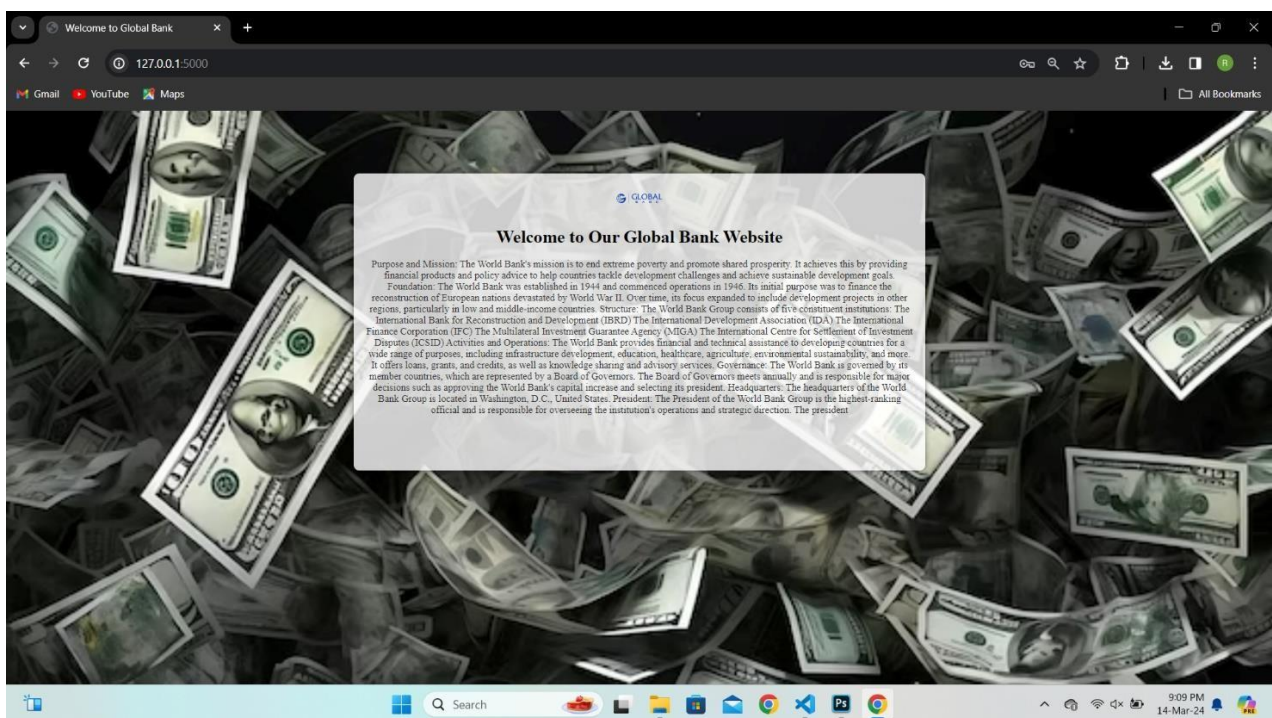 Welcome to Global Bank
127.0.0.1:5000
Gmail
YouTube
Maps
All Bookmarks
R
GLOBAL
Welcome to Our Global Bank Website
Purpose and Mission: The World Bank's mission is to end extreme poverty and promote shared prosperity. It achieves this by providing
financial products and policy advice to help countries tackle development challenges and achieve sustainable development goals.
Foundation: The World Bank was established in 1944 and commenced operations in 1946. Its initial purpose was to finance the
reconstruction of European nations devastated by World War II. Over time, its focus expanded to include development projects in other
regions, particularly in low and middle-income countries. Structure: The World Bank Group consists of five constituent institutions: The
International Bank for Reconstruction and Development (IBRD) The International Development Association (IDA) The International
Finance Corporation (IFC) The Multilateral Investment Guarantee Agency (MIGA) The International Centre for Settlement of Investment
Disputes (ICSID) Activities and Operations: The World Bank provides financial and technical assistance to developing countries for a
wide range of purposes, including infrastructure development, education, healthcare, agriculture, environmental sustainability, and more.
It offers loans, grants, and credits, as well as knowledge sharing and advisory services. Governance: The World Bank is governed by its
member countries, which are represented by a Board of Governors. The Board of Governors meets annually and is responsible for major
decisions such as approving the World Bank's capital increase and selecting its president. Headquarters: The headquarters of the World
Bank Group is located in Washington, D.C., United States. President: The President of the World Bank Group is the highest-ranking
official and is responsible for overseeing the institution's operations and strategic direction. The president
Search
Ps
9:09 PM
14-Mar-24
PRE